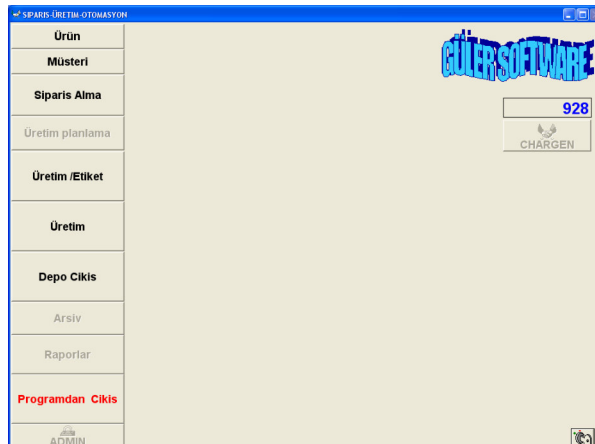 SIPARIS-ÜRETIM-OTOMASYON
Ürün
Müsteri
Siparis Alma
Üretim planlama
Üretim /Etiket
Üretim
Depo Cikis
Arsiv
Raporlar
Programdan Cikis
ADMIN
GÜLER SOFTWARE
928
CHARGEN